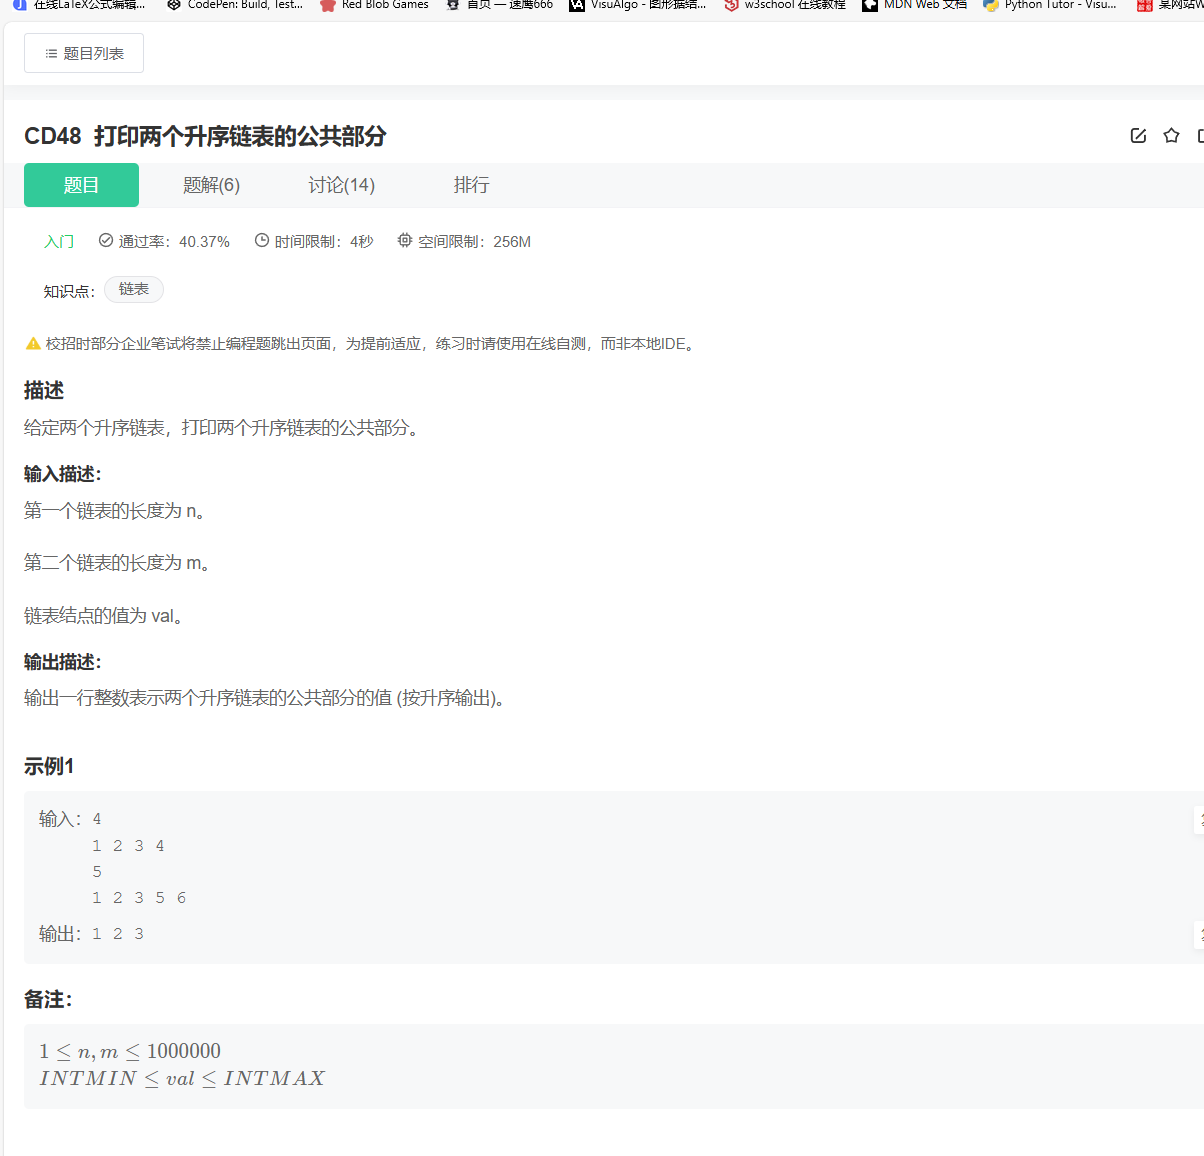 在线LaTeX公式编辑... CodePen: Build, Test... Red Blob Games 首页 — 速鹰666 VisuAlgo - 图形据结... w3school 在线教程 MDN Web 文档 Python Tutor - Visu... 某网站W
题目列表
CD48 打印两个升序链表的公共部分
题目 题解(6) 讨论(14) 排行
入门 通过率：40.37% 时间限制：4秒 空间限制：256M
知识点： 链表
校招时部分企业笔试将禁止编程题跳出页面，为提前适应，练习时请使用在线自测，而非本地IDE。
描述
给定两个升序链表，打印两个升序链表的公共部分。
输入描述：
第一个链表的长度为 n。
第二个链表的长度为 m。
链表结点的值为 val。
输出描述：
输出一行整数表示两个升序链表的公共部分的值 (按升序输出)。
示例1
输入：4
1 2 3 4
5
1 2 3 5 6
输出：1 2 3
备注：
1 ≤ n, m ≤ 1000000
INTMIN ≤ val ≤ INTMAX